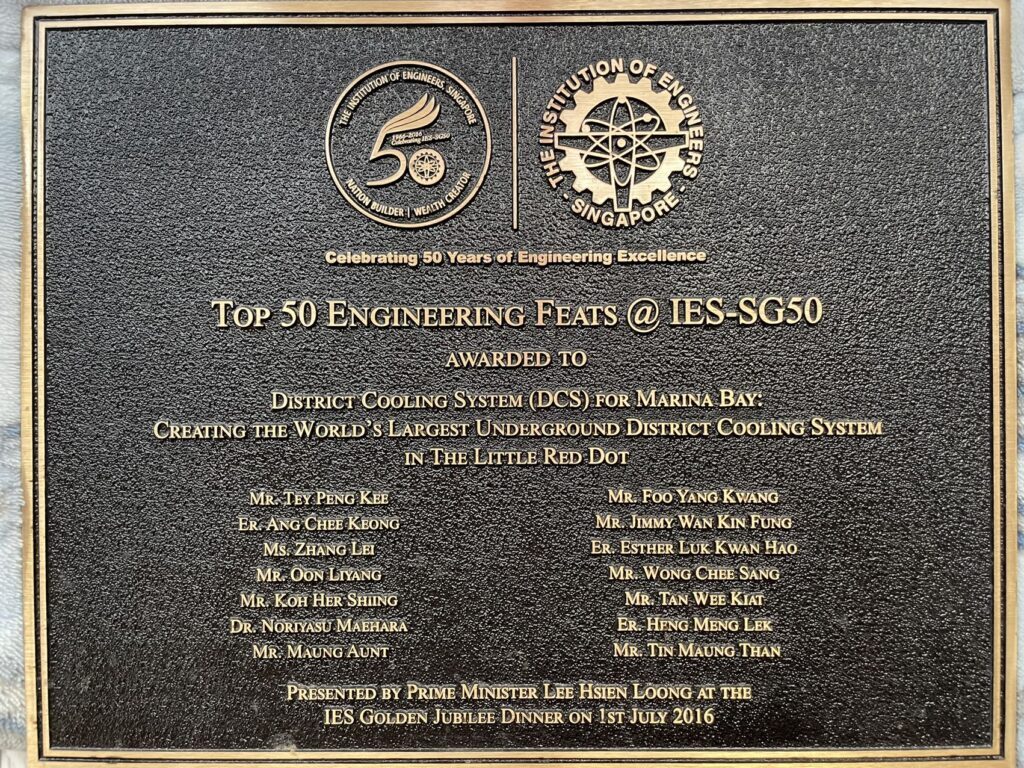 THE INSTITUTION OF ENGINEERS, SINGAPORE
1966-2016
Celebrating IES-SG50
50
NATION BUILDER | WEALTH CREATOR
THE INSTITUTION OF ENGINEERS
- SINGAPORE -
Celebrating 50 Years of Engineering Excellence
TOP 50 ENGINEERING FEATS @ IES-SG50
AWARDED TO
DISTRICT COOLING SYSTEM (DCS) FOR MARINA BAY:
CREATING THE WORLD'S LARGEST UNDERGROUND DISTRICT COOLING SYSTEM
IN THE LITTLE RED DOT
MR. TEY PENG KEE
ER. ANG CHEE KEONG
MS. ZHANG LEI
MR. OON LIYANG
MR. KOH HER SHIING
DR. NORIYASU MAEHARA
MR. MAUNG AUNT
MR. FOO YANG KWANG
MR. JIMMY WAN KIN FUNG
ER. ESTHER LUK KWAN HAO
MR. WONG CHEE SANG
MR. TAN WEE KIAT
ER. HENG MENG LEK
MR. TIN MAUNG THAN
PRESENTED BY PRIME MINISTER LEE HSIEN LOONG AT THE
IES GOLDEN JUBILEE DINNER ON 1ST JULY 2016